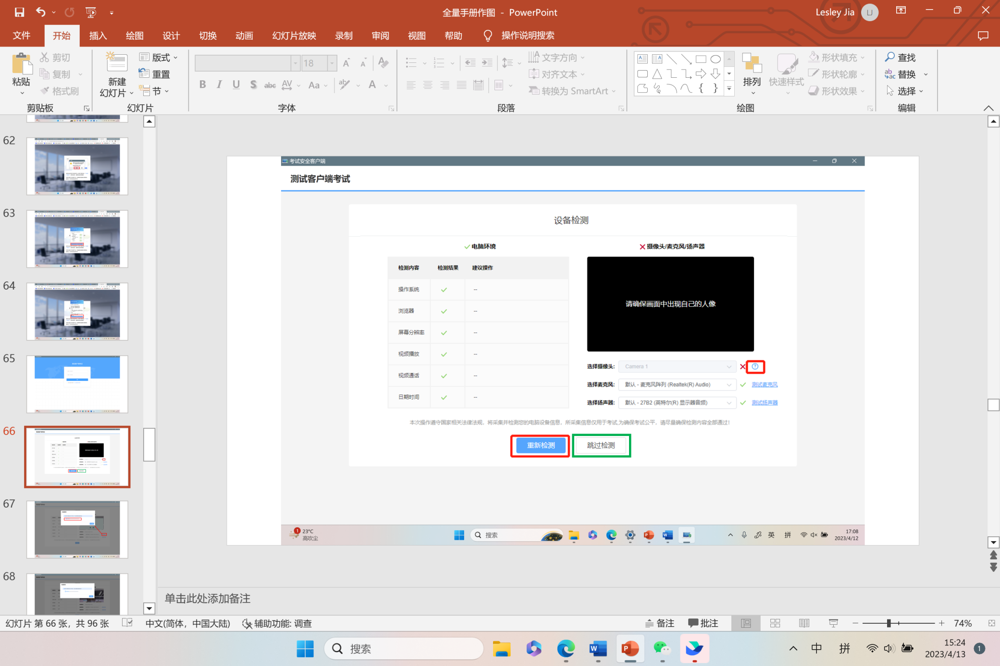 全量手册作图 - PowerPoint
Lesley Jia
LJ
文件 开始 插入 绘图 设计 切换 动画 幻灯片放映 录制 审阅 视图 帮助 操作说明搜索
粘贴
剪切
复制
格式刷
剪贴板
新建
幻灯片
版式
重置
节
幻灯片
18
B I U S abc AV Aa A
字体
文字方向
对齐文本
转换为 SmartArt
段落
排列
快速样式
形状填充
形状轮廓
形状效果
绘图
查找
替换
选择
编辑
62
63
64
65
66
67
68
考试安全客户端
测试客户端考试
设备检测
电脑环境
检测内容 检测结果 建议操作
操作系统 --
浏览器 --
屏幕分辨率 --
视频播放 --
视频通话 --
日期时间 --
摄像头/麦克风/扬声器
请确保画面中出现自己的人像
选择摄像头: Camera 1
选择麦克风: 默认 - 麦克风阵列 (Realtek(R) Audio) 测试麦克风
选择扬声器: 默认 - 27B2 (英特尔(R) 显示器音频) 测试扬声器
本次操作遵守国家相关法律法规，将采集并检测您的电脑设备信息，所采集信息仅用于考试,为确保考试公平，请尽量确保检测内容全部通过！
重新检测 跳过检测
1
23°C
高吹尘
搜索
英 拼
17:08
2023/4/12
单击此处添加备注
幻灯片 第 66 张，共 96 张 中文(简体，中国大陆) 辅助功能: 调查 备注 批注 74%
搜索
中 拼
15:24
2023/4/13
1